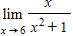 lim x→6 x/(x²+1)